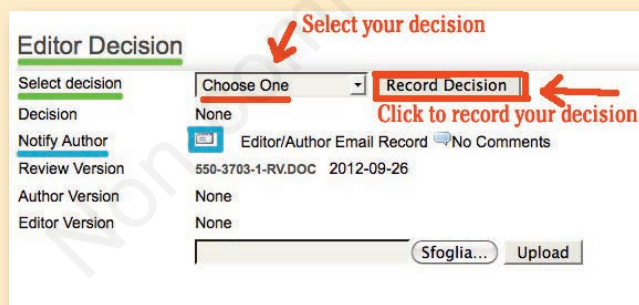 Select your decision
Editor Decision
Select decision Choose One Record Decision
Click to record your decision
Decision None
Notify Author Editor/Author Email Record No Comments
Review Version 550-3703-1-RV.DOC 2012-09-26
Author Version None
Editor Version None
Sfoglia... Upload